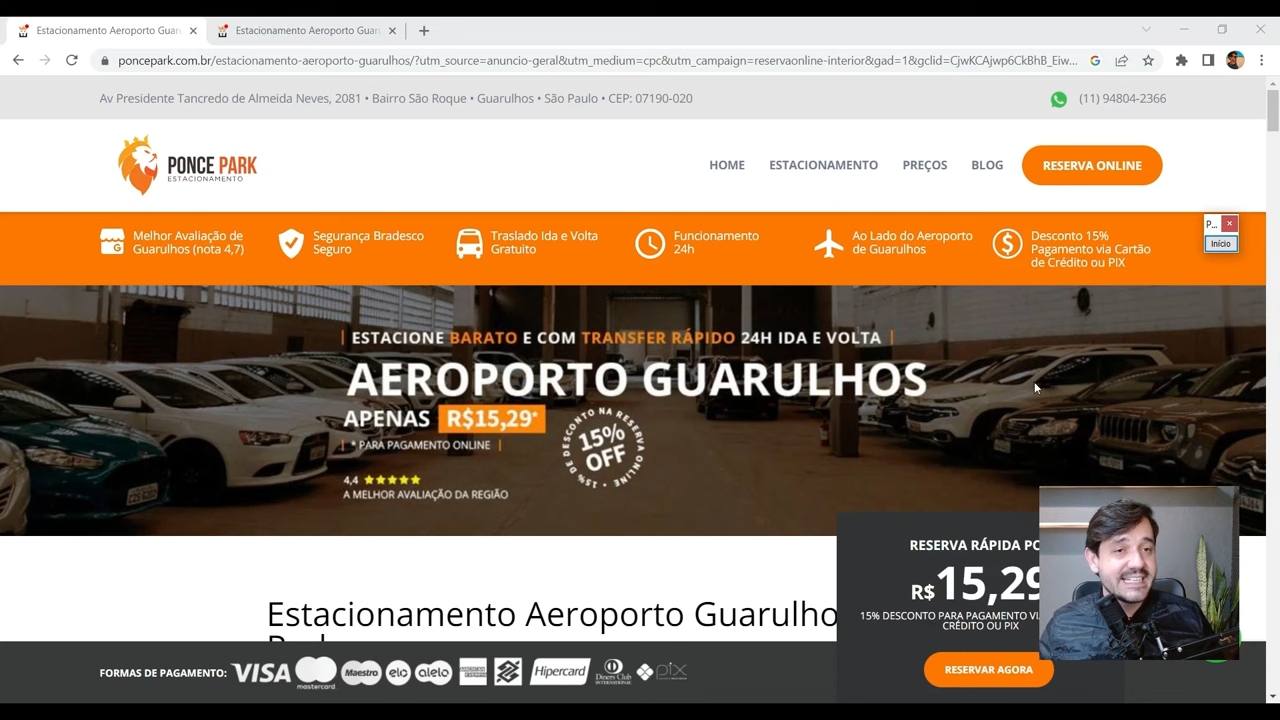 Estacionamento Aeroporto Guar
Estacionamento Aeroporto Guar
poncepark.com.br/estacionamento-aeroporto-guarulhos/?utm_source=anuncio-geral&utm_medium=cpc&utm_campaign=reservaonline-interior&gad=1&gclid=CjwKCAjwp6CkBhB_Eiw...
Av Presidente Tancredo de Almeida Neves, 2081 • Bairro São Roque • Guarulhos • São Paulo • CEP: 07190-020
(11) 94804-2366
PONCE PARK
ESTACIONAMENTO
HOME
ESTACIONAMENTO
PREÇOS
BLOG
RESERVA ONLINE
Melhor Avaliação de
Guarulhos (nota 4,7)
Segurança Bradesco
Seguro
Traslado Ida e Volta
Gratuito
Funcionamento
24h
Ao Lado do Aeroporto
de Guarulhos
Desconto 15%
Pagamento via Cartão
de Crédito ou PIX
P...
Início
| ESTACIONE BARATO E COM TRANSFER RÁPIDO 24H IDA E VOLTA |
AEROPORTO GUARULHOS
APENAS R$15,29*
| * PARA PAGAMENTO ONLINE |
15% DE DESCONTO NA RESERVA ONLINE •
15%
OFF
4,4
A MELHOR AVALIAÇÃO DA REGIÃO
RESERVA RÁPIDA PO
R$15,29
15% DESCONTO PARA PAGAMENTO VI
CRÉDITO OU PIX
RESERVAR AGORA
Estacionamento Aeroporto Guarulho
FORMAS DE PAGAMENTO: VISA mastercard. Maestro elo alelo Hipercard Diners Club INTERNATIONAL pix